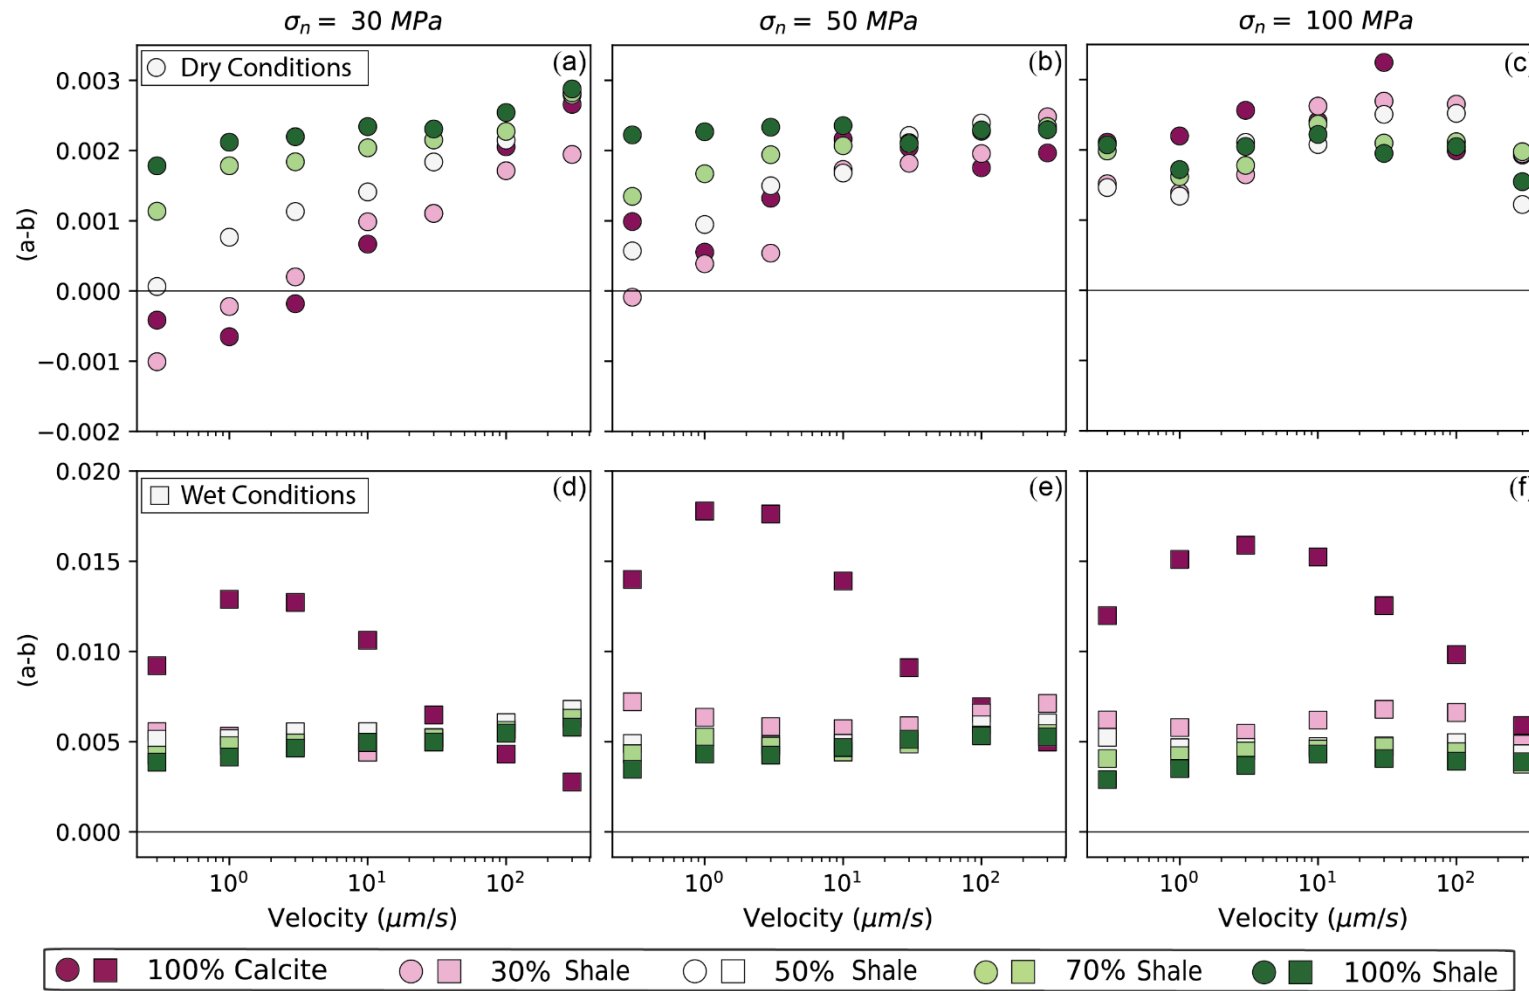 σn = 30 MPa
σn = 50 MPa
σn = 100 MPa
Dry Conditions
(a)
(b)
(c)
(a-b)
0.003
0.002
0.001
0.000
−0.001
−0.002
Wet Conditions
(d)
(e)
(f)
(a-b)
0.020
0.015
0.010
0.005
0.000
10⁰ 10¹ 10²
10⁰ 10¹ 10²
10⁰ 10¹ 10²
Velocity (μm/s)
Velocity (μm/s)
Velocity (μm/s)
100% Calcite 30% Shale 50% Shale 70% Shale 100% Shale